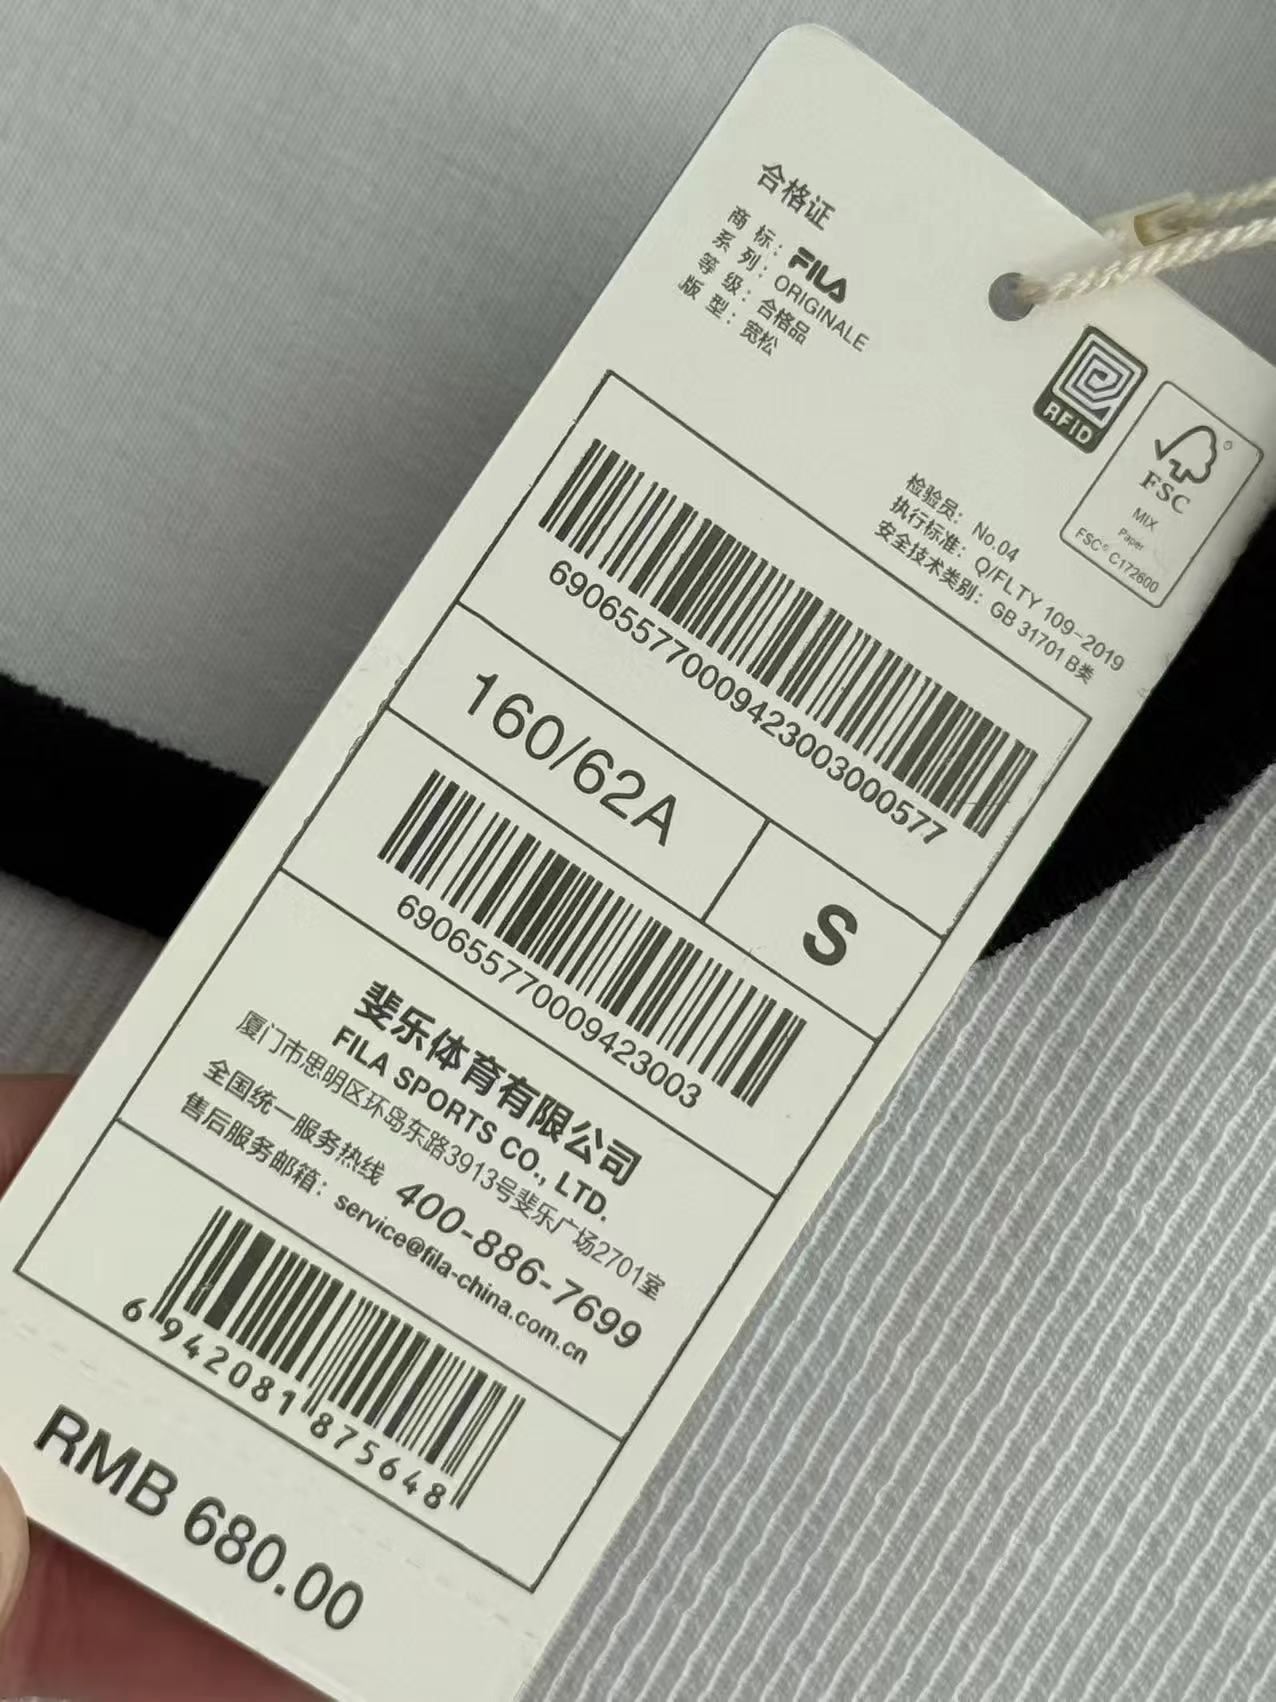 合格证
商 标：FILA
系 列：ORIGINALE
等 级：合格品
版 型：宽松
RFID
FSC
MIX
Paper
FSC® C172600
检验员：No.04
执行标准：Q/FLTY 109-2019
安全技术类别：GB 31701 B类
6906557700094230030000577
160/62A
S
6906557700009423003
斐乐体育有限公司
FILA SPORTS CO., LTD.
厦门市思明区环岛东路3913号斐乐广场2701室
全国统一服务热线 400-886-7699
售后服务邮箱：service@fila-china.com.cn
6 942081 875648
RMB 680.00